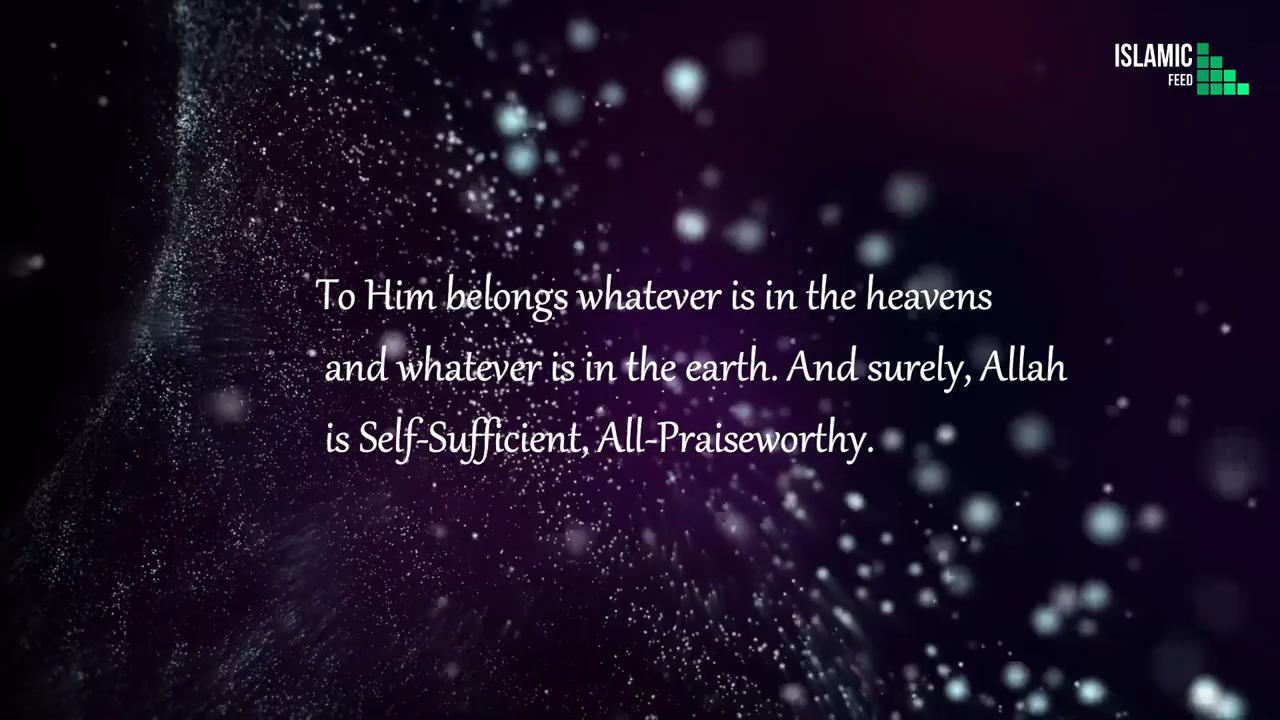 ISLAMIC
FEED
To Him belongs whatever is in the heavens
and whatever is in the earth. And surely, Allah
is Self-Sufficient, All-Praiseworthy.